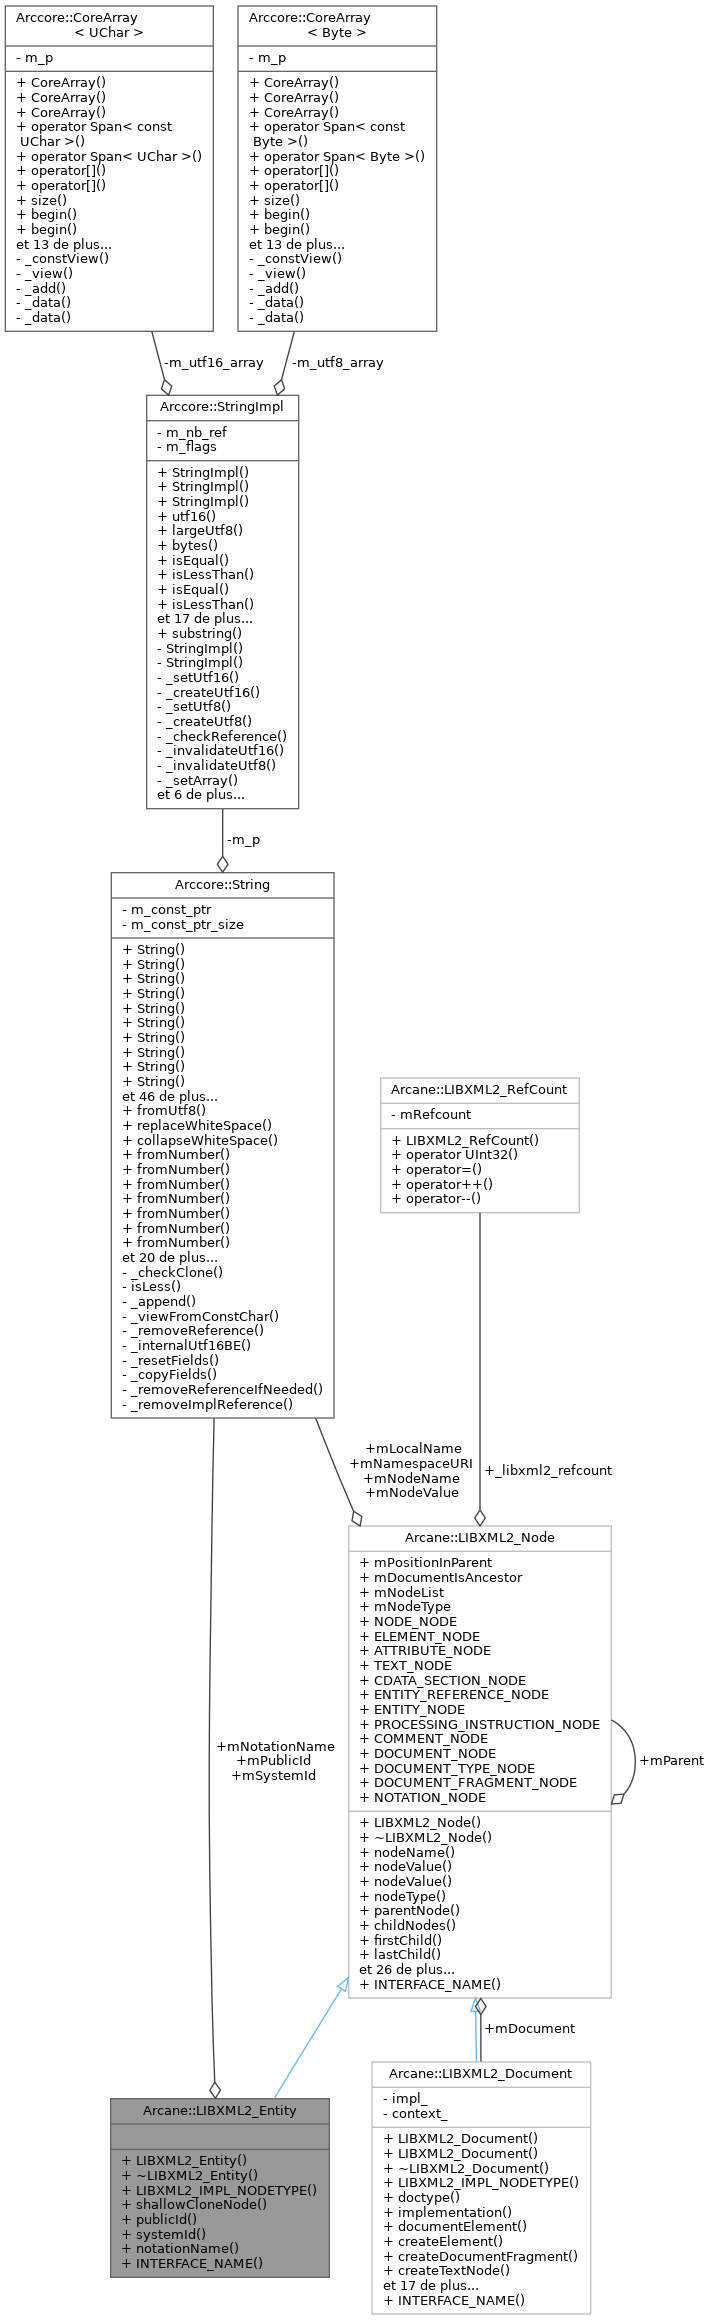 Arccore::CoreArray
< UChar >
- m_p
+ CoreArray()
+ CoreArray()
+ CoreArray()
+ operator Span< const
UChar >()
+ operator Span< UChar >()
+ operator[]()
+ operator[]()
+ size()
+ begin()
+ begin()
et 13 de plus...
- _constView()
- _view()
- _add()
- _data()
- _data()
Arccore::CoreArray
< Byte >
- m_p
+ CoreArray()
+ CoreArray()
+ CoreArray()
+ operator Span< const
Byte >()
+ operator Span< Byte >()
+ operator[]()
+ operator[]()
+ size()
+ begin()
+ begin()
et 13 de plus...
- _constView()
- _view()
- _add()
- _data()
- _data()
-m_utf16_array
-m_utf8_array
Arccore::StringImpl
- m_nb_ref
- m_flags
+ StringImpl()
+ StringImpl()
+ StringImpl()
+ utf16()
+ largeUtf8()
+ bytes()
+ isEqual()
+ isLessThan()
+ isEqual()
+ isLessThan()
et 17 de plus...
+ substring()
- StringImpl()
- StringImpl()
- _setUtf16()
- _createUtf16()
- _setUtf8()
- _createUtf8()
- _checkReference()
- _invalidateUtf16()
- _invalidateUtf8()
- _setArray()
et 6 de plus...
-m_p
Arccore::String
- m_const_ptr
- m_const_ptr_size
+ String()
+ String()
+ String()
+ String()
+ String()
+ String()
+ String()
+ String()
+ String()
+ String()
et 46 de plus...
+ fromUtf8()
+ replaceWhiteSpace()
+ collapseWhiteSpace()
+ fromNumber()
+ fromNumber()
+ fromNumber()
+ fromNumber()
+ fromNumber()
+ fromNumber()
+ fromNumber()
et 20 de plus...
- _checkClone()
- isLess()
- _append()
- _viewFromConstChar()
- _removeReference()
- _internalUtf16BE()
- _resetFields()
- _copyFields()
- _removeReferenceIfNeeded()
- _removeImplReference()
Arcane::LIBXML2_RefCount
- mRefcount
+ LIBXML2_RefCount()
+ operator UInt32()
+ operator=()
+ operator++()
+ operator--()
+mLocalName
+mNamespaceURI
+mNodeName
+mNodeValue
+_libxml2_refcount
Arcane::LIBXML2_Node
+ mPositionInParent
+ mDocumentIsAncestor
+ mNodeList
+ mNodeType
+ NODE_NODE
+ ELEMENT_NODE
+ ATTRIBUTE_NODE
+ TEXT_NODE
+ CDATA_SECTION_NODE
+ ENTITY_REFERENCE_NODE
+ ENTITY_NODE
+ PROCESSING_INSTRUCTION_NODE
+ COMMENT_NODE
+ DOCUMENT_NODE
+ DOCUMENT_TYPE_NODE
+ DOCUMENT_FRAGMENT_NODE
+ NOTATION_NODE
+ LIBXML2_Node()
+ ~LIBXML2_Node()
+ nodeName()
+ nodeValue()
+ nodeValue()
+ nodeType()
+ parentNode()
+ childNodes()
+ firstChild()
+ lastChild()
et 26 de plus...
+ INTERFACE_NAME()
+mParent
+mNotationName
+mPublicId
+mSystemId
+mDocument
Arcane::LIBXML2_Entity
+ LIBXML2_Entity()
+ ~LIBXML2_Entity()
+ LIBXML2_IMPL_NODETYPE()
+ shallowCloneNode()
+ publicId()
+ systemId()
+ notationName()
+ INTERFACE_NAME()
Arcane::LIBXML2_Document
- impl_
- context_
+ LIBXML2_Document()
+ LIBXML2_Document()
+ ~LIBXML2_Document()
+ LIBXML2_IMPL_NODETYPE()
+ doctype()
+ implementation()
+ documentElement()
+ createElement()
+ createDocumentFragment()
+ createTextNode()
et 17 de plus...
+ INTERFACE_NAME()